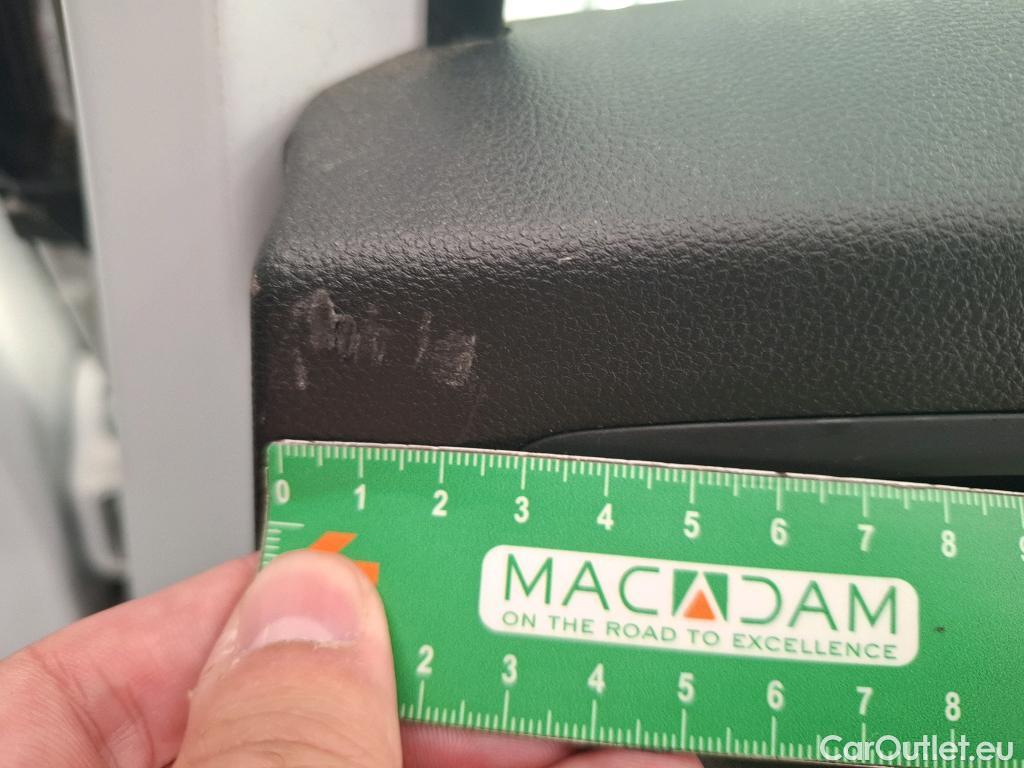 0 1 2 3 4 5 6 7 8 9
MACADAM
ON THE ROAD TO EXCELLENCE
2 3 4 5 6 7 8
CarOutlet.eu